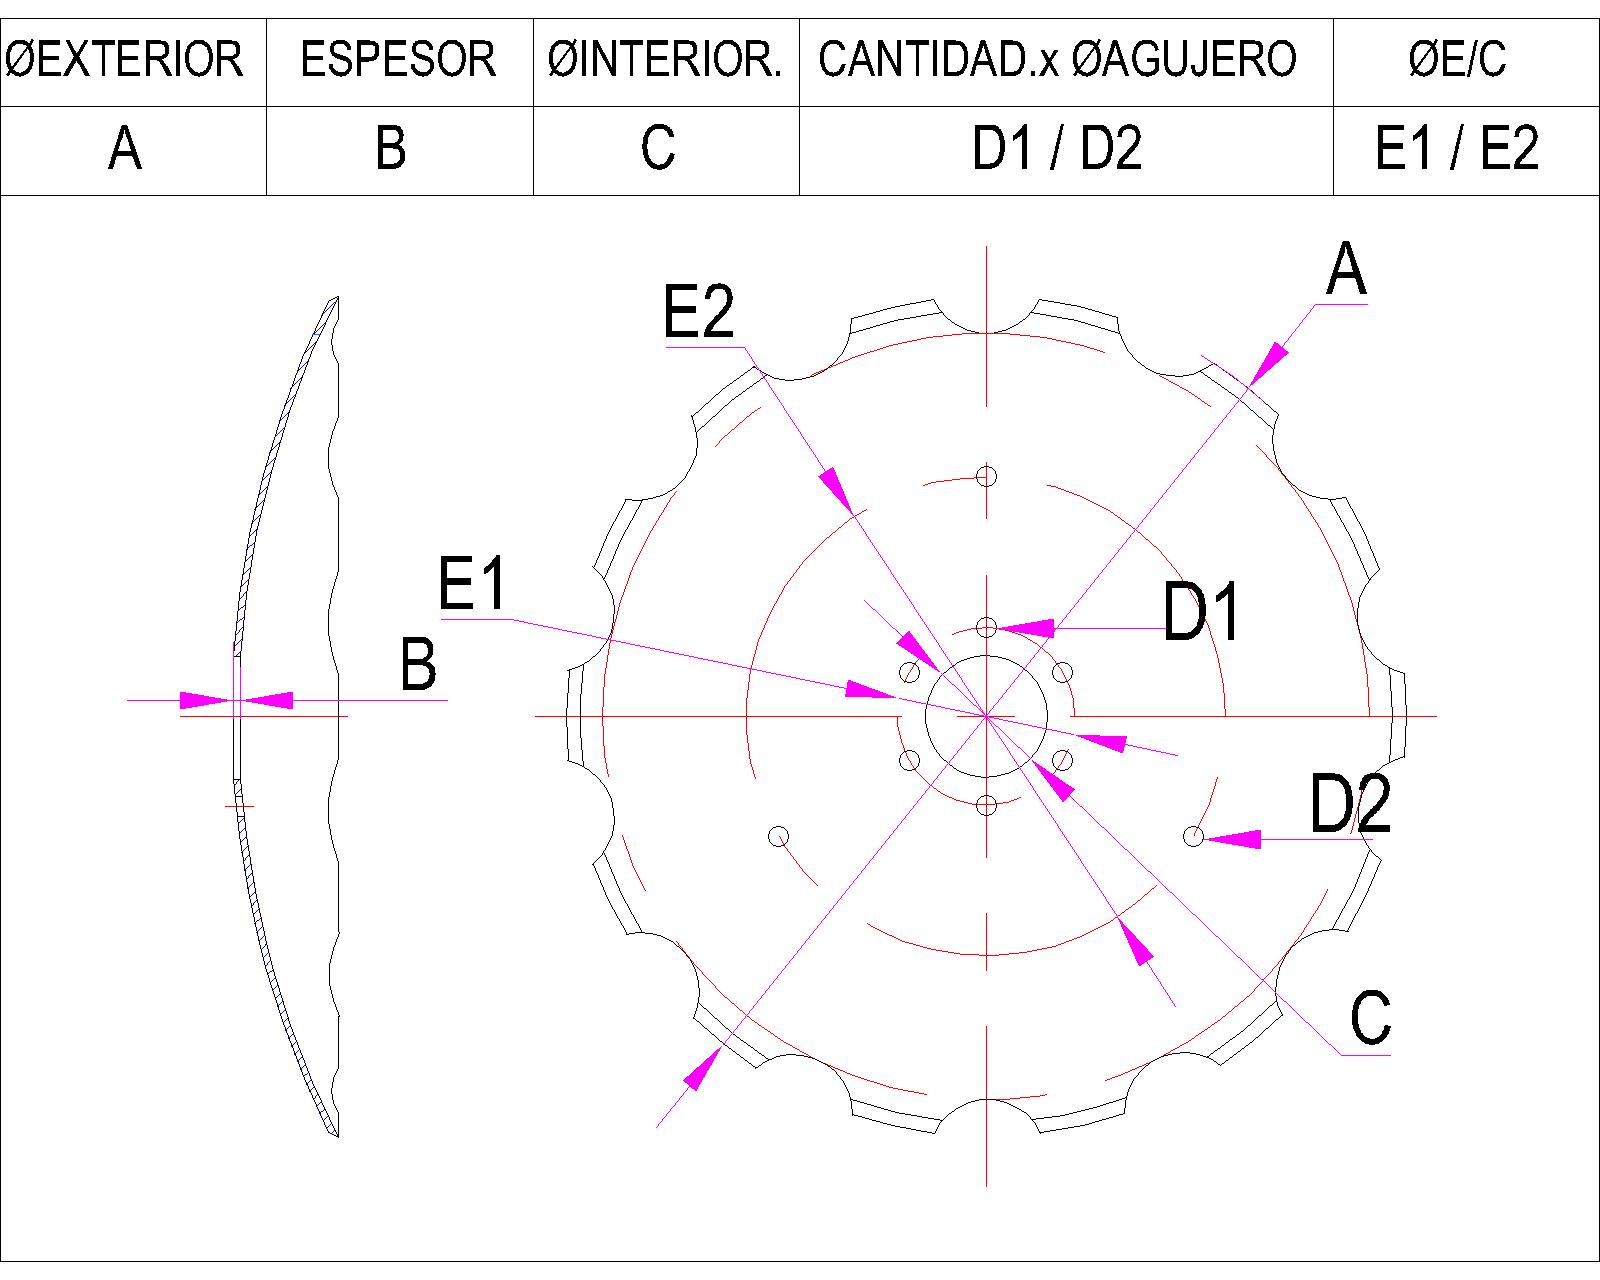 ØEXTERIOR ESPESOR ØINTERIOR. CANTIDAD.x ØAGUJERO ØE/C
A B C D1 / D2 E1 / E2
A
E2
E1
D1
B
D2
C